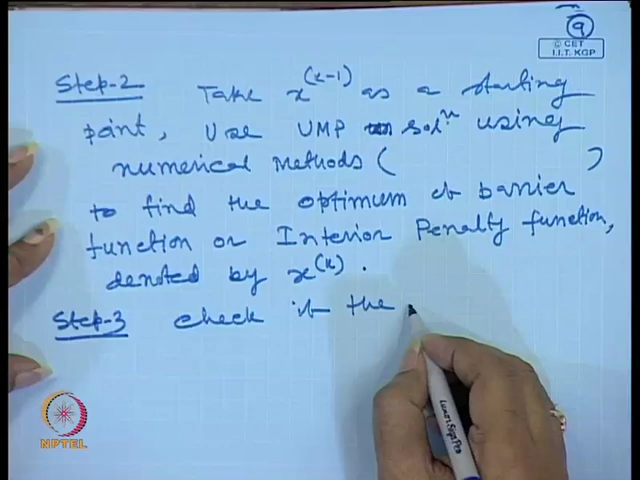 9
© CET
I.I.T. KGP
Step-2 Take x^(k-1) as a starting
point, Use UMP soln using
numerical methods ( )
to find the optimum of barrier
function or Interior Penalty function,
denoted by x^(k).
Step-3 check if the
NPTEL